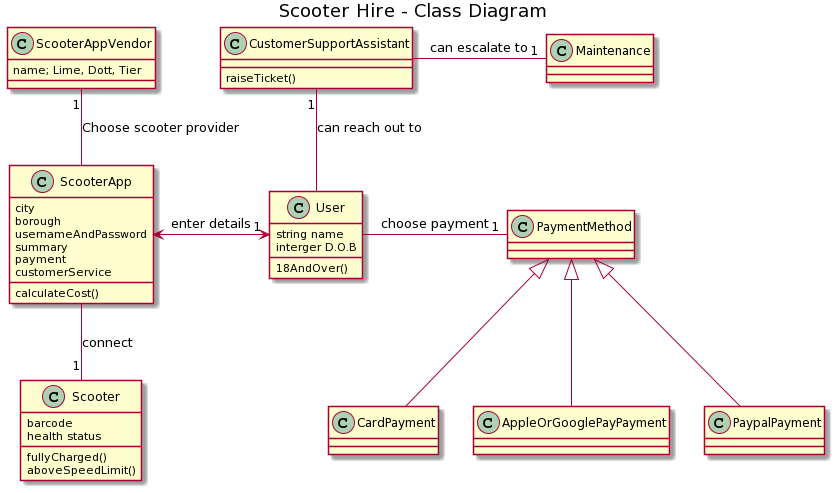 Scooter Hire - Class Diagram
C ScooterAppVendor
name; Lime, Dott, Tier
C CustomerSupportAssistant
raiseTicket()
can escalate to 1
C Maintenance
1
Choose scooter provider
1
can reach out to
C ScooterApp
city
borough
usernameAndPassword
summary
payment
customerService
calculateCost()
enter details 1
C User
string name
interger D.O.B
18AndOver()
choose payment 1
C PaymentMethod
connect
1
C Scooter
barcode
health status
fullyCharged()
aboveSpeedLimit()
C CardPayment
C AppleOrGooglePayPayment
C PaypalPayment